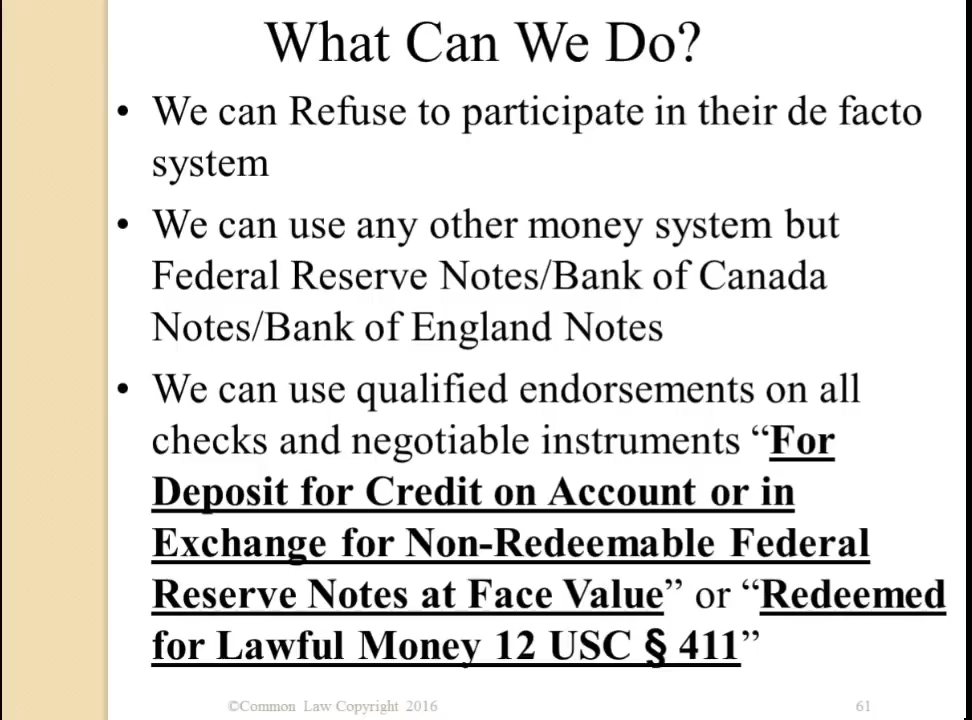 What Can We Do?
• We can Refuse to participate in their de facto
system
• We can use any other money system but
Federal Reserve Notes/Bank of Canada
Notes/Bank of England Notes
• We can use qualified endorsements on all
checks and negotiable instruments “For
Deposit for Credit on Account or in
Exchange for Non-Redeemable Federal
Reserve Notes at Face Value” or “Redeemed
for Lawful Money 12 USC § 411”
©Common Law Copyright 2016
61